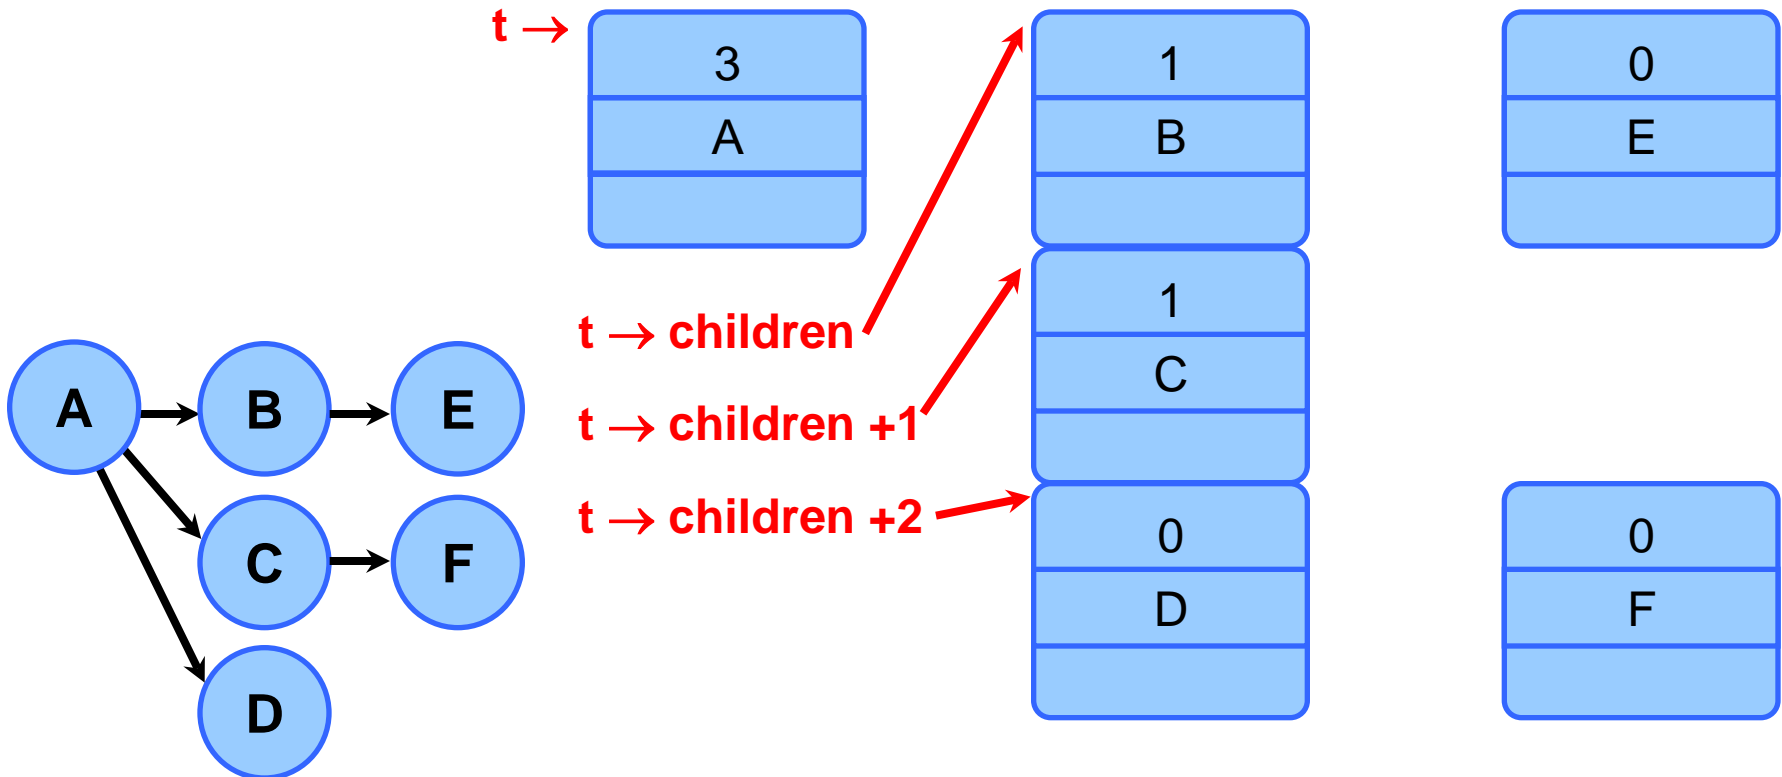 t →
3
A
1
B
0
E
t → children
t → children +1
t → children +2
1
C
0
D
0
F
A
B
E
C
F
D